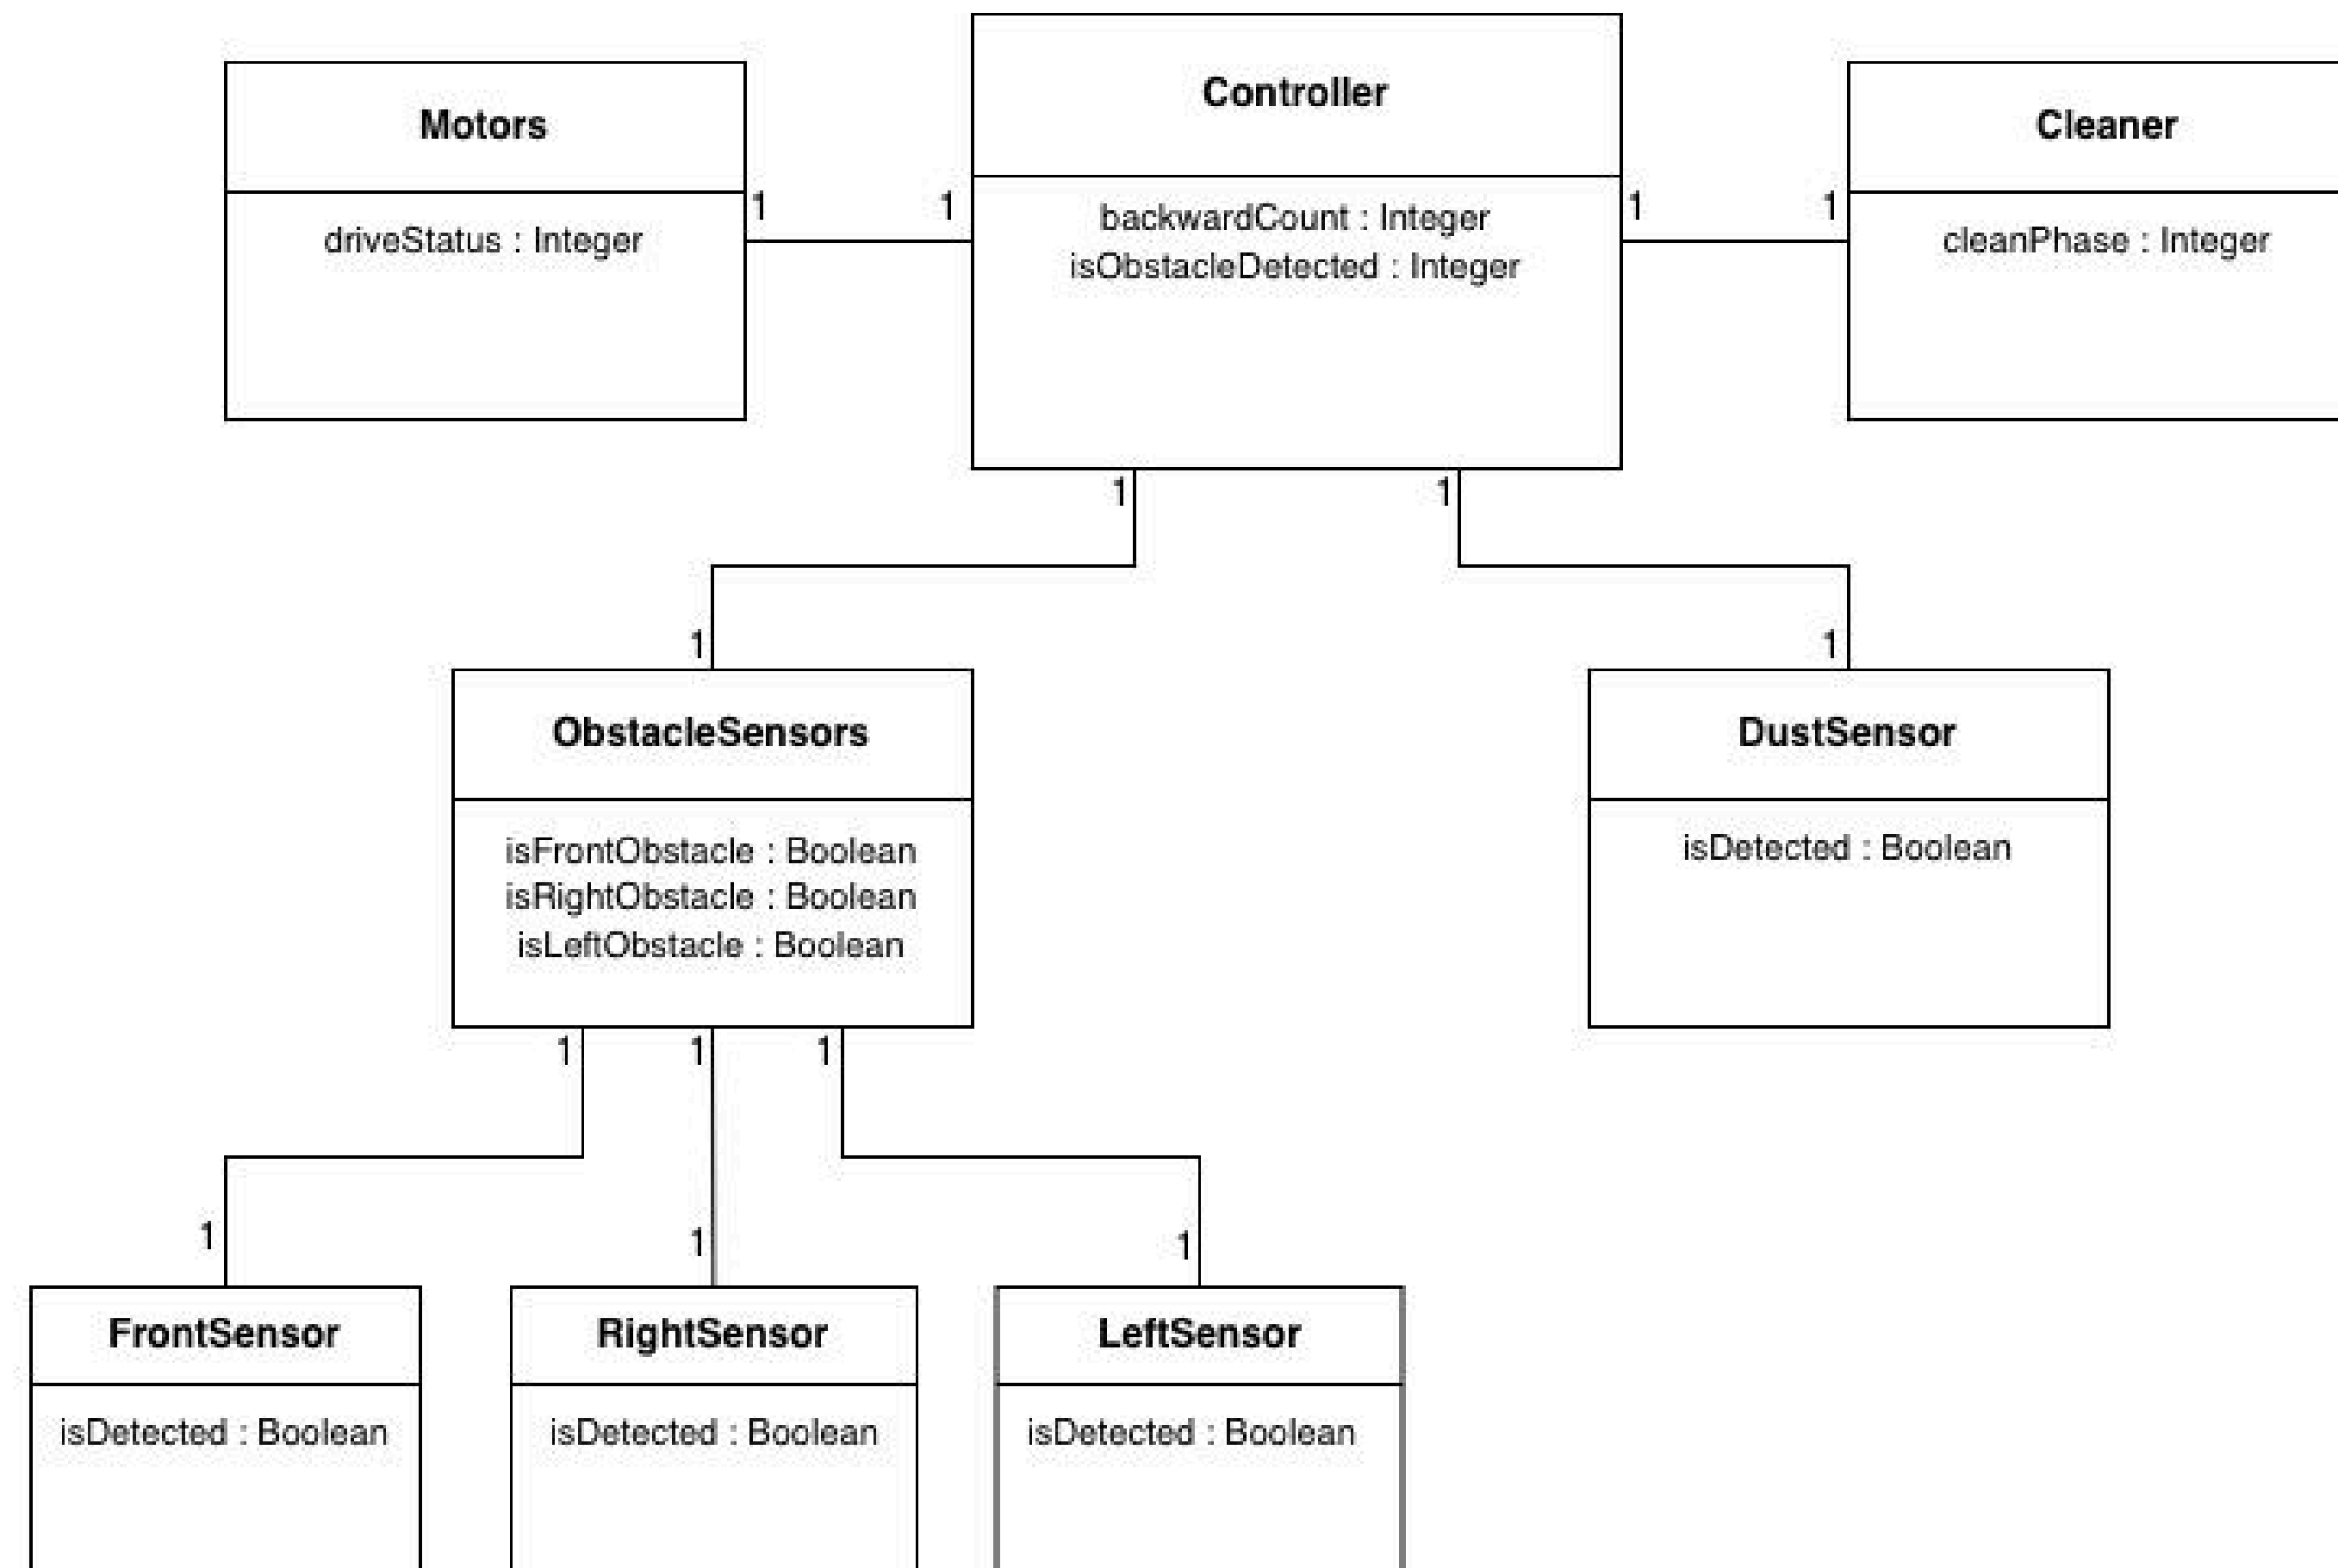 Motors
driveStatus : Integer
1
1
Controller
backwardCount : Integer
isObstacleDetected : Integer
1
1
Cleaner
cleanPhase : Integer
1
1
1
1
ObstacleSensors
isFrontObstacle : Boolean
isRightObstacle : Boolean
isLeftObstacle : Boolean
DustSensor
isDetected : Boolean
1
1
1
1
1
1
FrontSensor
isDetected : Boolean
RightSensor
isDetected : Boolean
LeftSensor
isDetected : Boolean